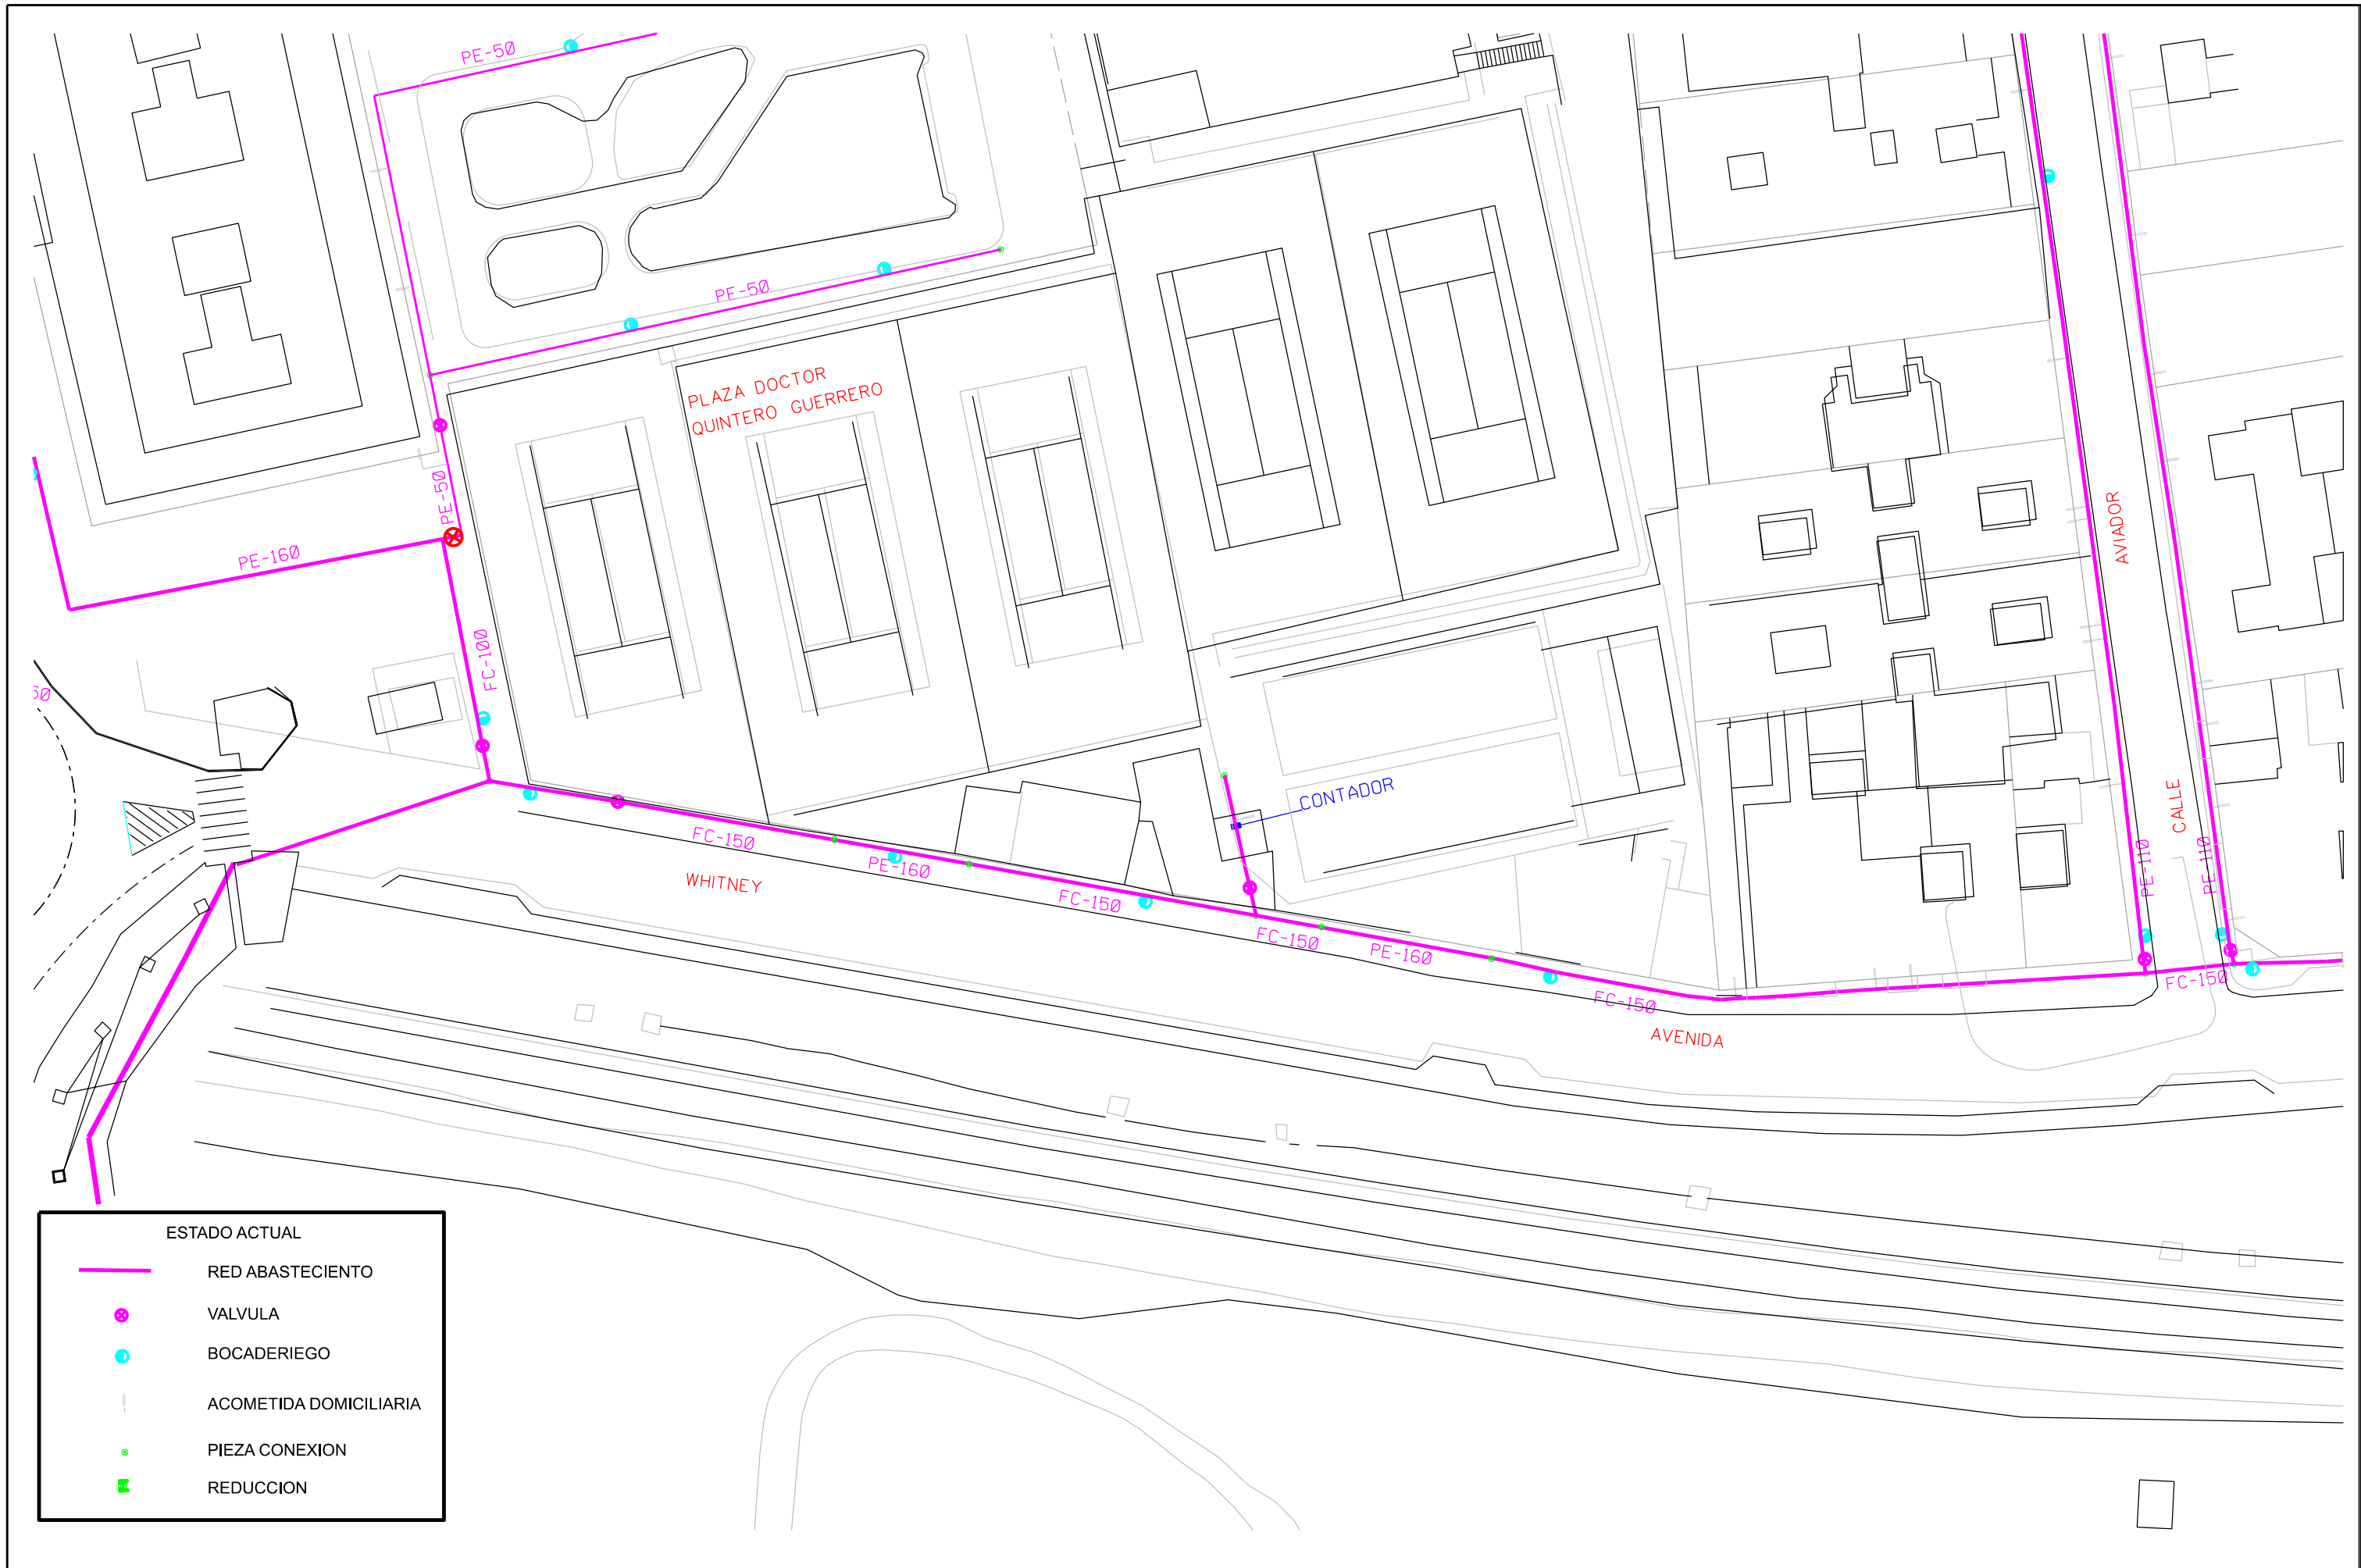 PE-50
PE-50
PLAZA DOCTOR
QUINTERO GUERRERO
PE-50
PE-160
FC-100
50
AVIADOR
CALLE
CONTADOR
PE-110
PE-110
FC-150
PE-160
WHITNEY
FC-150
FC-150
PE-160
FC-150
FC-150
AVENIDA
ESTADO ACTUAL
RED ABASTECIENTO
VALVULA
BOCADERIEGO
ACOMETIDA DOMICILIARIA
PIEZA CONEXION
REDUCCION